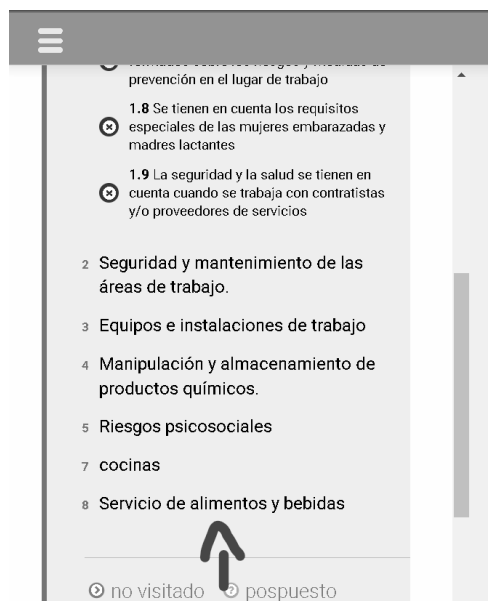 prevención en el lugar de trabajo
1.8 Se tienen en cuenta los requisitos
especiales de las mujeres embarazadas y
madres lactantes
1.9 La seguridad y la salud se tienen en
cuenta cuando se trabaja con contratistas
y/o proveedores de servicios
2 Seguridad y mantenimiento de las
áreas de trabajo.
3 Equipos e instalaciones de trabajo
4 Manipulación y almacenamiento de
productos químicos.
5 Riesgos psicosociales
7 cocinas
8 Servicio de alimentos y bebidas
no visitado pospuesto